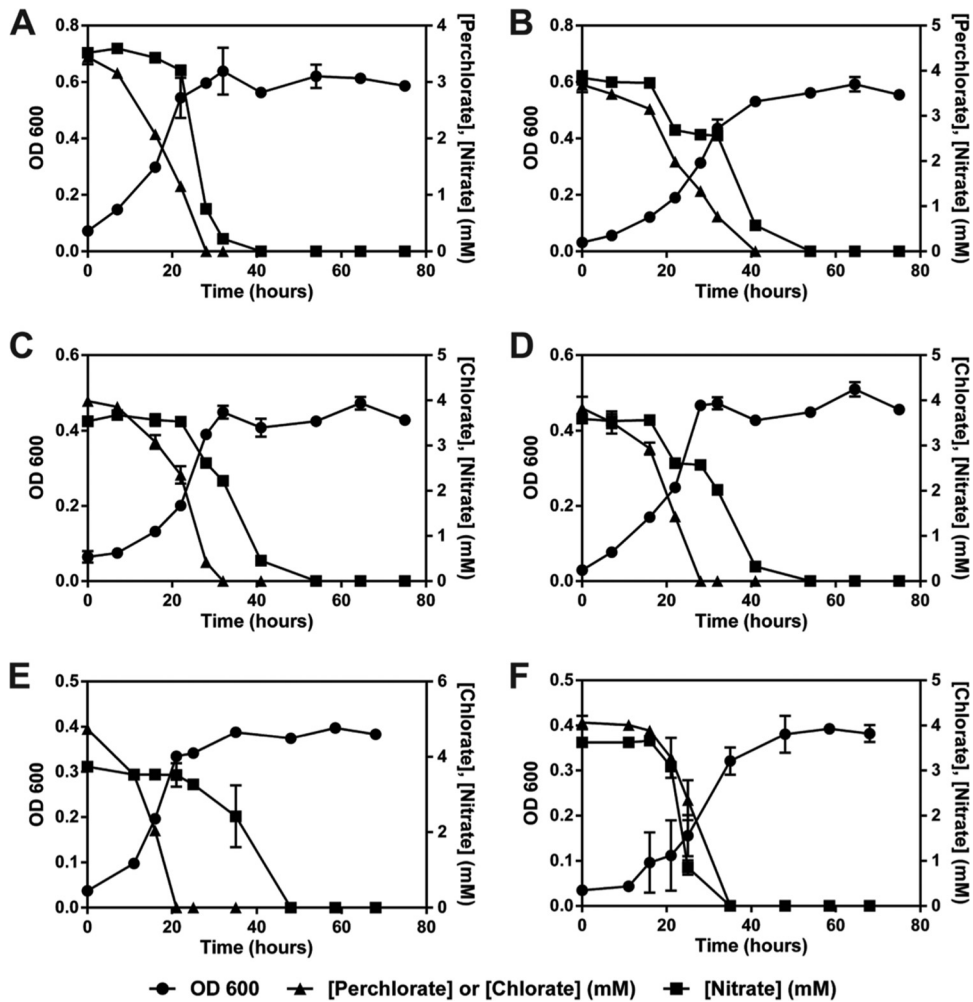 A
0.8
0.6
0.4
0.2
0.0
OD 600
4
3
2
1
0
[Perchlorate], [Nitrate] (mM)
0 20 40 60 80
Time (hours)
B
0.8
0.6
0.4
0.2
0.0
OD 600
5
4
3
2
1
0
[Perchlorate], [Nitrate] (mM)
0 20 40 60 80
Time (hours)
C
0.6
0.4
0.2
0.0
OD 600
5
4
3
2
1
0
[Chlorate], [Nitrate] (mM)
0 20 40 60 80
Time (hours)
D
0.6
0.4
0.2
0.0
OD 600
5
4
3
2
1
0
[Chlorate], [Nitrate] (mM)
0 20 40 60 80
Time (hours)
E
0.5
0.4
0.3
0.2
0.1
0.0
OD 600
6
4
2
0
[Chlorate], [Nitrate] (mM)
0 20 40 60 80
Time (hours)
F
0.5
0.4
0.3
0.2
0.1
0.0
OD 600
5
4
3
2
1
0
[Chlorate], [Nitrate] (mM)
0 20 40 60 80
Time (hours)
OD 600 [Perchlorate] or [Chlorate] (mM) [Nitrate] (mM)